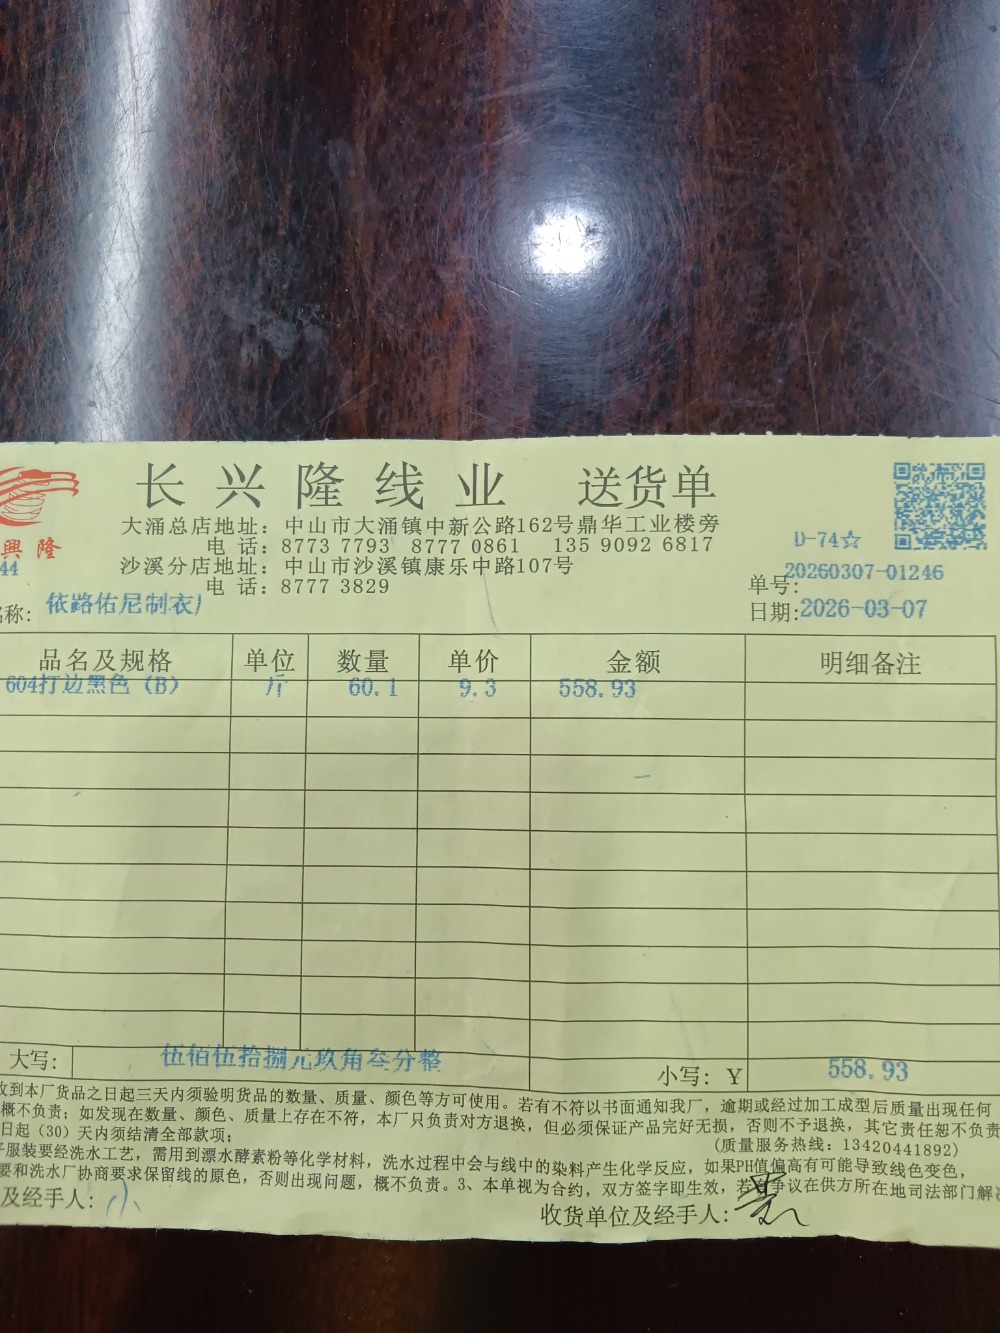 长兴隆线业 送货单
大涌总店地址：中山市大涌镇中新公路162号鼎华工业楼旁
电 话：8773 7793 8777 0861 135 9092 6817
沙溪分店地址：中山市沙溪镇康乐中路107号
电 话：8777 3829
興隆
44
D-74☆
单号：20260307-01246
名称：依路佑尼制衣厂
日期:2026-03-07
品名及规格 单位 数量 单价 金额 明细备注
604打边黑色（B） 斤 60.1 9.3 558.93
大写：伍佰伍拾捌元玖角叁分整
小写：￥ 558.93
收到本厂货品之日起三天内须验明货品的数量、质量、颜色等方可使用。若有不符以书面通知我厂，逾期或经过加工成型后质量出现任何
概不负责；如发现在数量、颜色、质量上存在不符，本厂只负责对方退换，但必须保证产品完好无损，否则不予退换，其它责任恕不负责
日起（30）天内须结清全部款项；
(质量服务热线：13420441892)
服装要经洗水工艺，需用到漂水酵素粉等化学材料，洗水过程中会与线中的染料产生化学反应，如果PH值偏高有可能导致线色变色，
要和洗水厂协商要求保留线的原色，否则出现问题，概不负责。3、本单视为合约，双方签字即生效，若有争议在供方所在地司法部门解决
及经手人：小
收货单位及经手人：